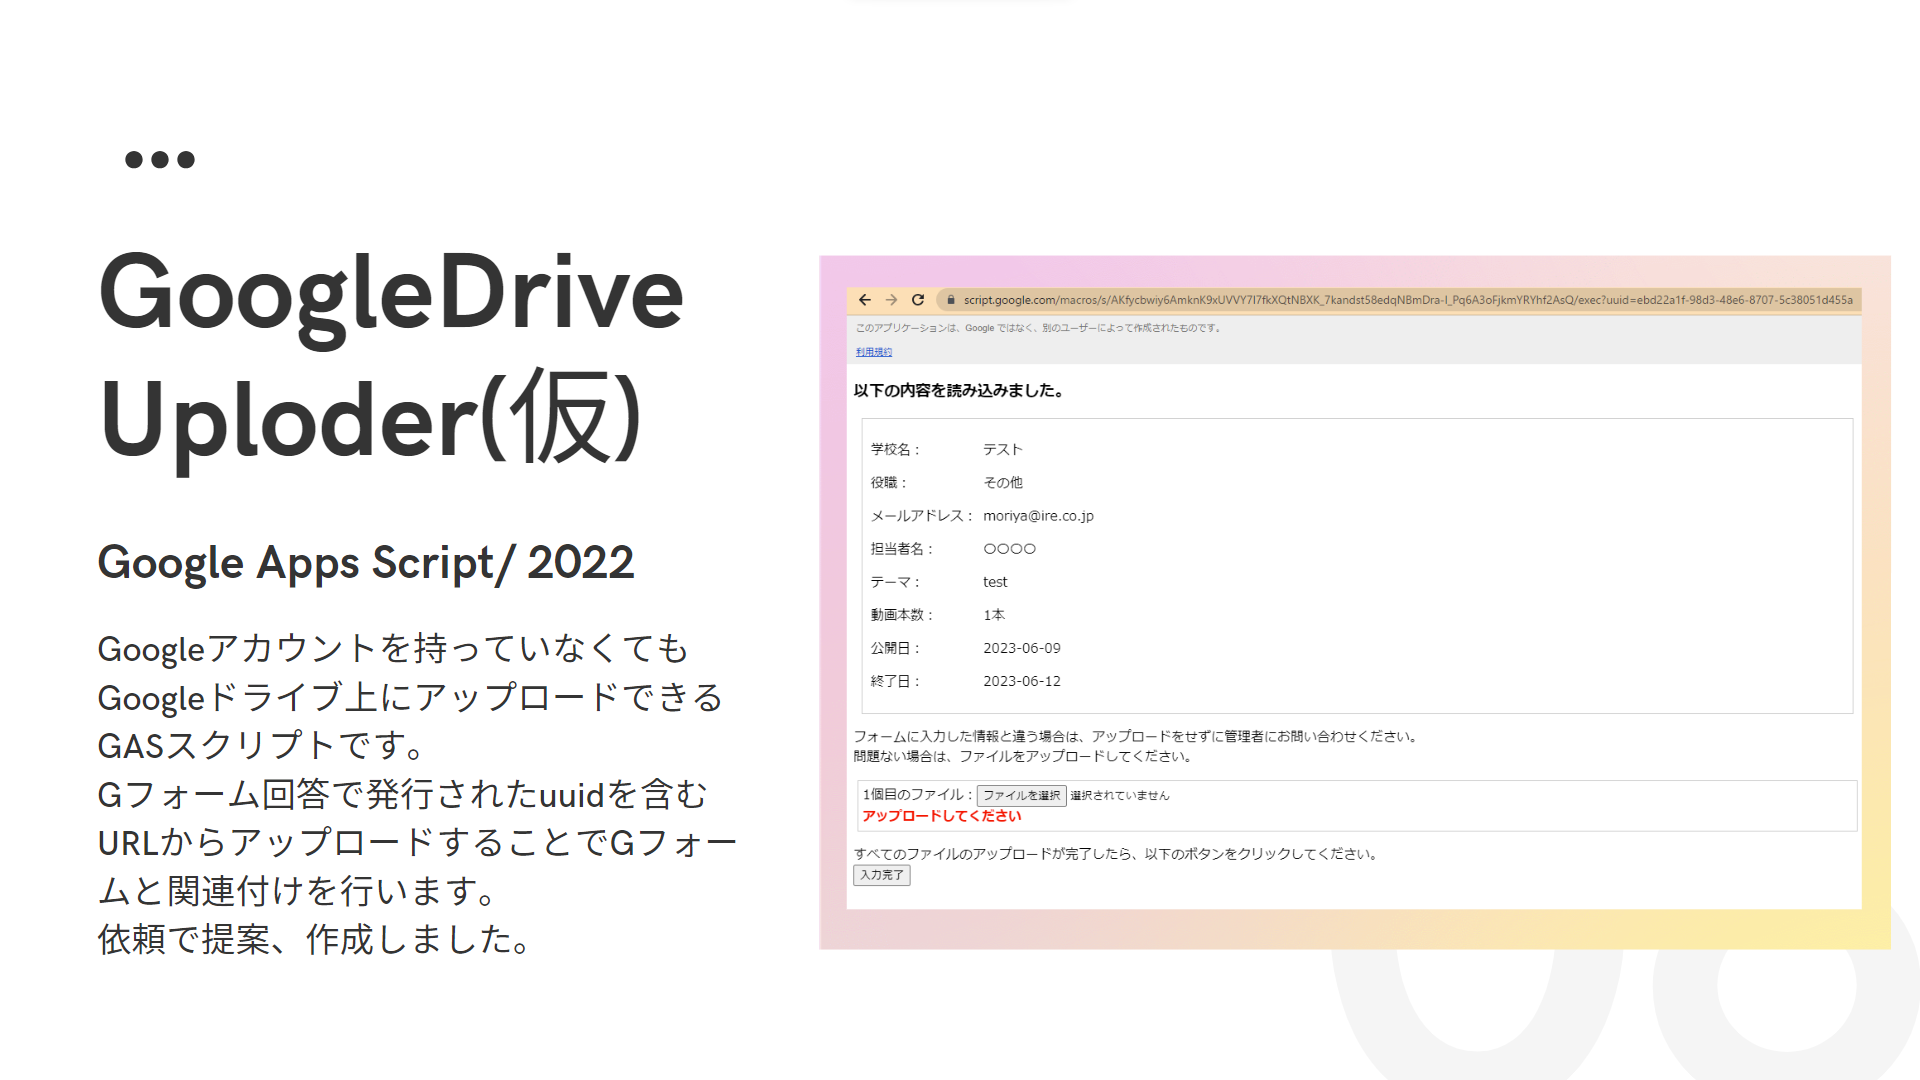 GoogleDrive
Uploder(仮)
Google Apps Script/ 2022
Googleアカウントを持っていなくても
Googleドライブ上にアップロードできる
GASスクリプトです。
Gフォーム回答で発行されたuuidを含む
URLからアップロードすることでGフォー
ムと関連付けを行います。
依頼で提案、作成しました。
script.google.com/macros/s/AKfycbwiy6AmknK9xUVVY7I7fkXQtNBXK_7kandst58edqNBmDra-I_Pq6A3oFjkmYRYhf2AsQ/exec?uuid=ebd22a1f-98d3-48e6-8707-5c38051d455a
このアプリケーションは、Google ではなく、別のユーザーによって作成されたものです。
利用規約
以下の内容を読み込みました。
学校名： テスト
役職： その他
メールアドレス： moriya@ire.co.jp
担当者名： 〇〇〇〇
テーマ： test
動画本数： 1本
公開日： 2023-06-09
終了日： 2023-06-12
フォームに入力した情報と違う場合は、アップロードをせずに管理者にお問い合わせください。
問題ない場合は、ファイルをアップロードしてください。
1個目のファイル： ファイルを選択 選択されていません
アップロードしてください
すべてのファイルのアップロードが完了したら、以下のボタンをクリックしてください。
入力完了
08